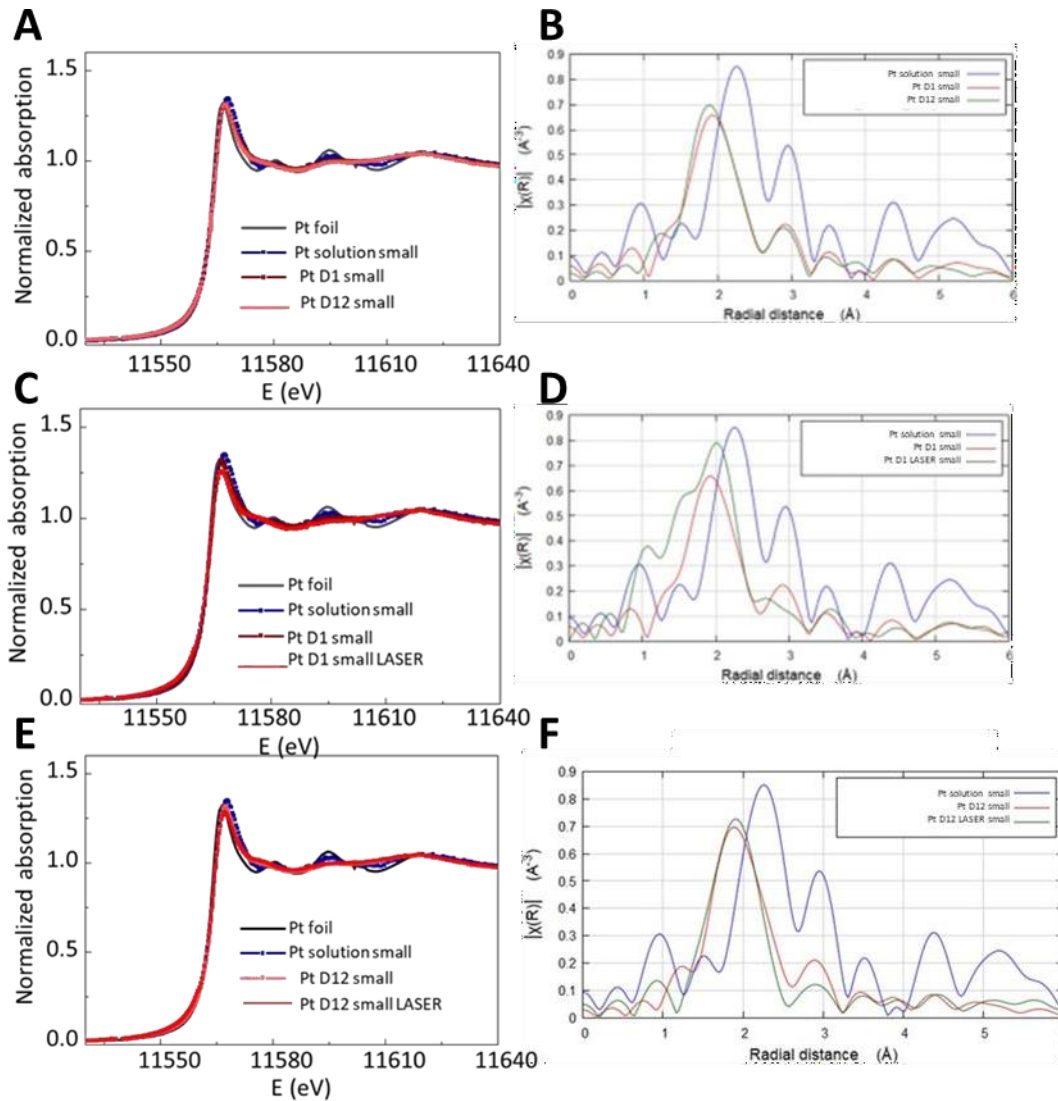 A
B
Normalized absorption
1.5
1.0
0.5
0.0
Pt foil
Pt solution small
Pt D1 small
Pt D12 small
11550 11580 11610 11640
E (eV)
|χ(R)| (A⁻³)
0.9
0.8
0.7
0.6
0.5
0.4
0.3
0.2
0.1
0
Pt solution small
Pt D1 small
Pt D12 small
0 1 2 3 4 5 6
Radial distance (Å)
C
D
Normalized absorption
1.5
1.0
0.5
0.0
Pt foil
Pt solution small
Pt D1 small
Pt D1 small LASER
11550 11580 11610 11640
E (eV)
|χ(R)| (A⁻³)
0.9
0.8
0.7
0.6
0.5
0.4
0.3
0.2
0.1
0
Pt solution small
Pt D1 small
Pt D1 LASER small
0 1 2 3 4 5 6
Radial distance (Å)
E
F
Normalized absorption
1.5
1.0
0.5
0.0
Pt foil
Pt solution small
Pt D12 small
Pt D12 small LASER
11550 11580 11610 11640
E (eV)
|χ(R)| (A⁻³)
0.9
0.8
0.7
0.6
0.5
0.4
0.3
0.2
0.1
0
Pt solution small
Pt D12 small
Pt D12 LASER small
0 1 2 3 4 5
Radial distance (Å)